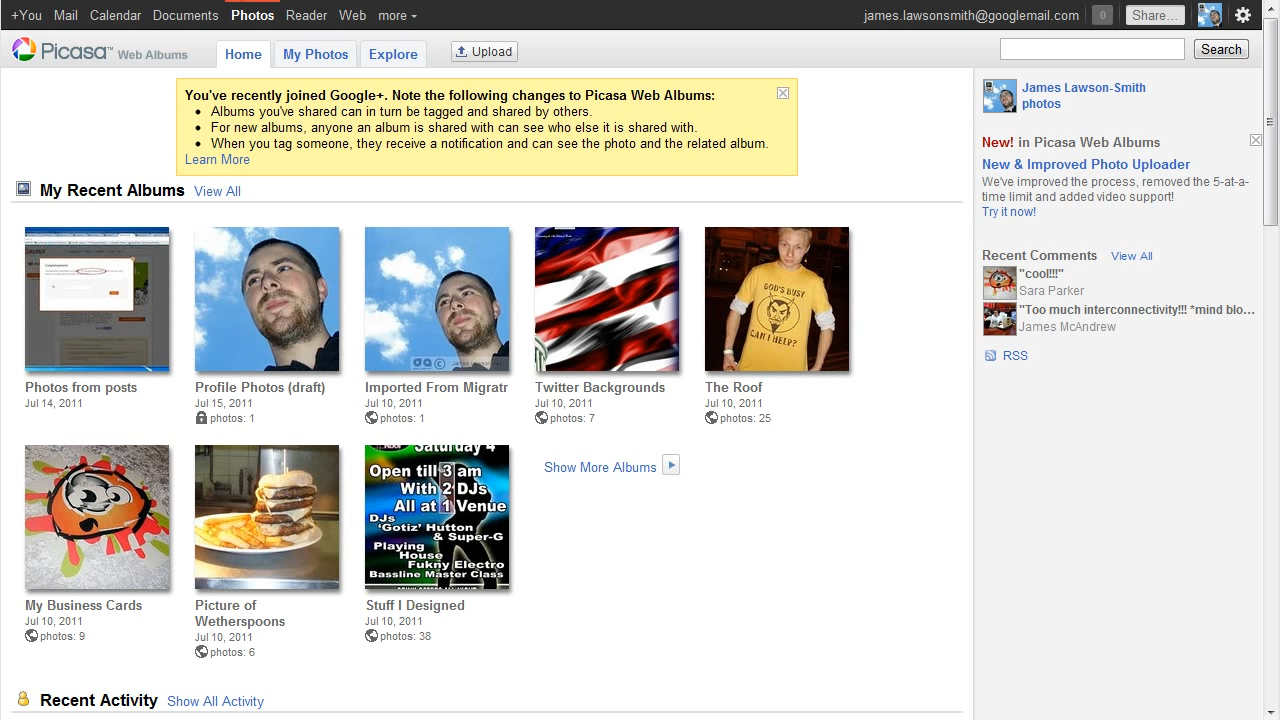 +You Mail Calendar Documents Photos Reader Web more
james.lawsonsmith@googlemail.com 0 Share...
Picasa™ Web Albums Home My Photos Explore Upload
Search
You've recently joined Google+. Note the following changes to Picasa Web Albums:
Albums you've shared can in turn be tagged and shared by others.
For new albums, anyone an album is shared with can see who else it is shared with.
When you tag someone, they receive a notification and can see the photo and the related album.
Learn More
My Recent Albums View All
GOD'S BUSY
CAN I HELP?
Photos from posts
Jul 14, 2011
Profile Photos (draft)
Jul 15, 2011
photos: 1
Imported From Migratr
Jul 10, 2011
photos: 1
Twitter Backgrounds
Jul 10, 2011
photos: 7
The Roof
Jul 10, 2011
photos: 25
Saturday 4
Open till 3 am
With 2 DJs
All at 1 Venue
DJs
'Gotiz' Hutton
& Super-G
Playing
House
Fukny Electro
Bassline Master Class
Show More Albums
My Business Cards
Jul 10, 2011
photos: 9
Picture of
Wetherspoons
Jul 10, 2011
photos: 6
Stuff I Designed
Jul 10, 2011
photos: 38
Recent Activity Show All Activity
James Lawson-Smith
photos
New! in Picasa Web Albums
New & Improved Photo Uploader
We've improved the process, removed the 5-at-a-
time limit and added video support!
Try it now!
Recent Comments View All
"cool!!!"
Sara Parker
"Too much interconnectivity!!! *mind blo...
James McAndrew
RSS